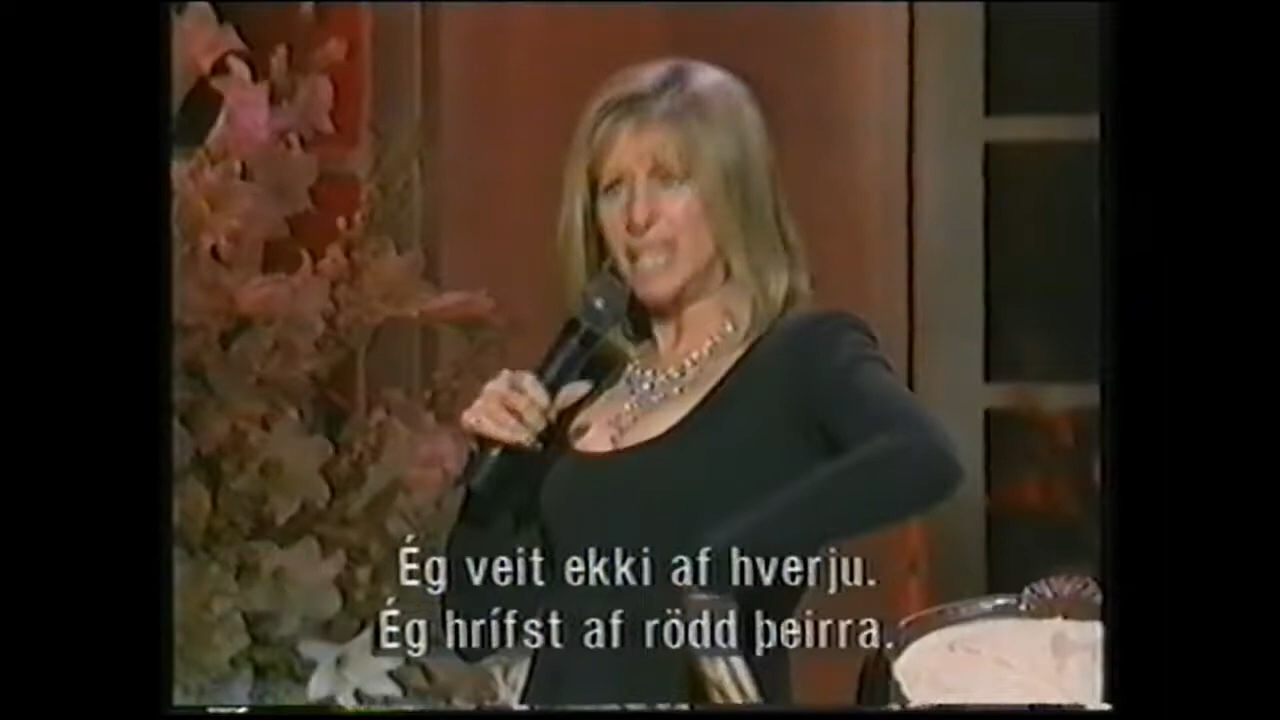 Ég veit ekki af hverju.
Ég hrífst af rödd þeirra.